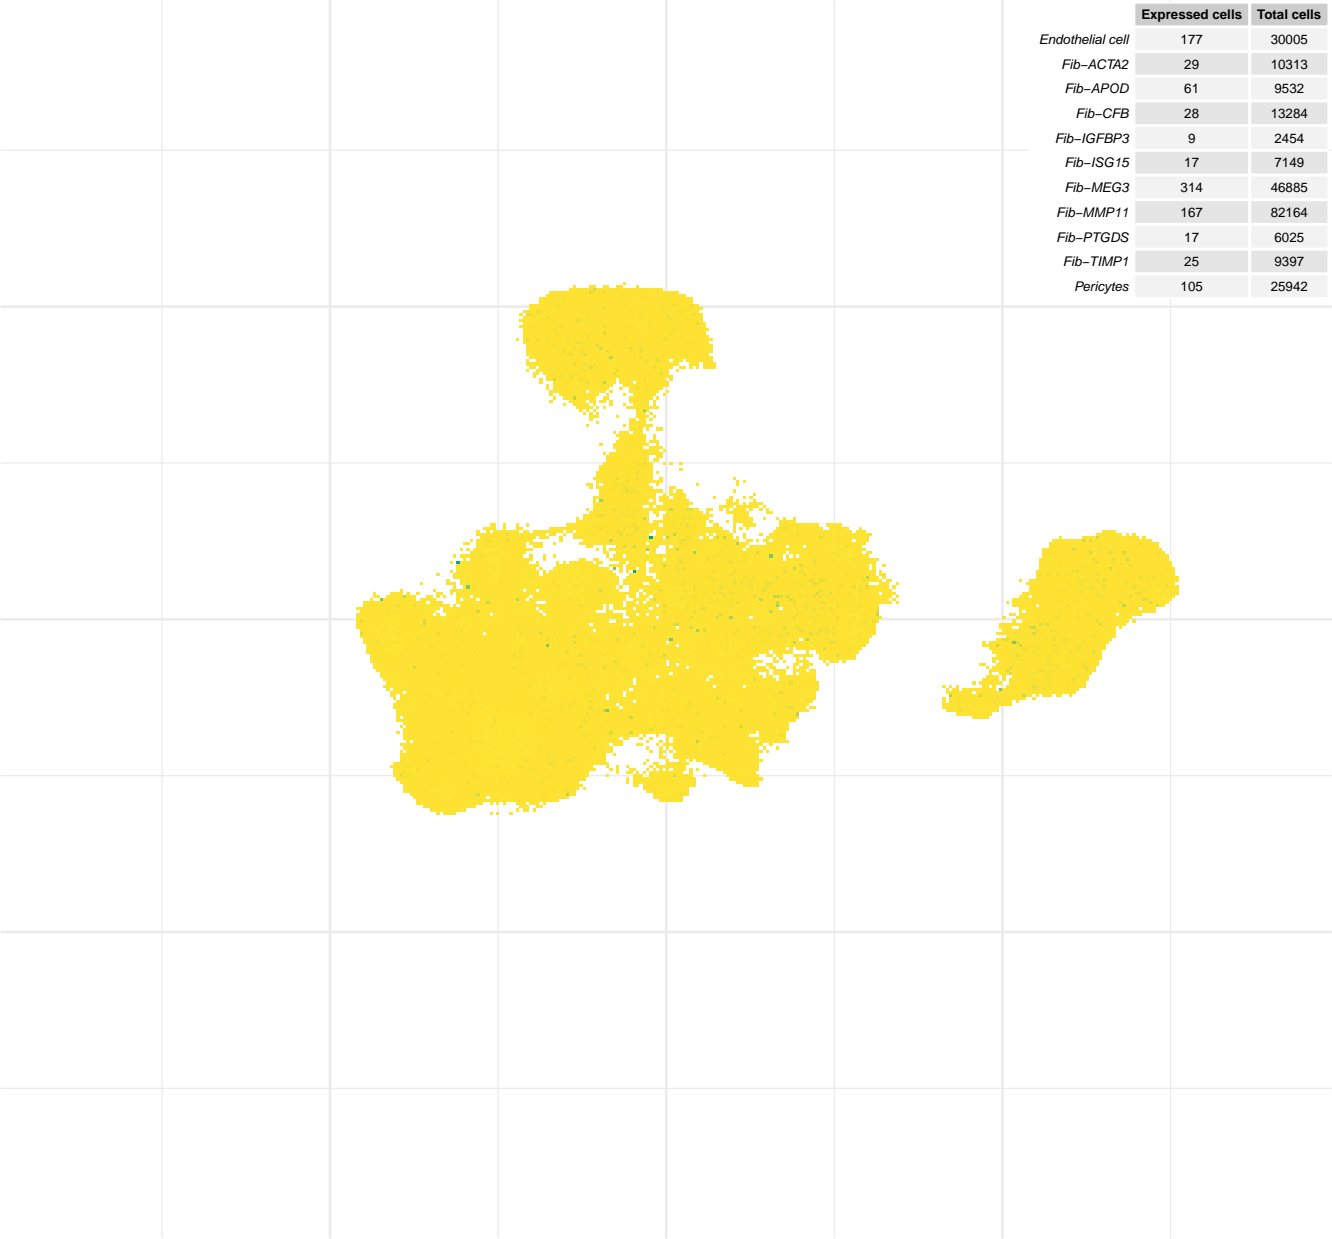 Expressed cells Total cells
Endothelial cell 177 30005
Fib−ACTA2 29 10313
Fib−APOD 61 9532
Fib−CFB 28 13284
Fib−IGFBP3 9 2454
Fib−ISG15 17 7149
Fib−MEG3 314 46885
Fib−MMP11 167 82164
Fib−PTGDS 17 6025
Fib−TIMP1 25 9397
Pericytes 105 25942